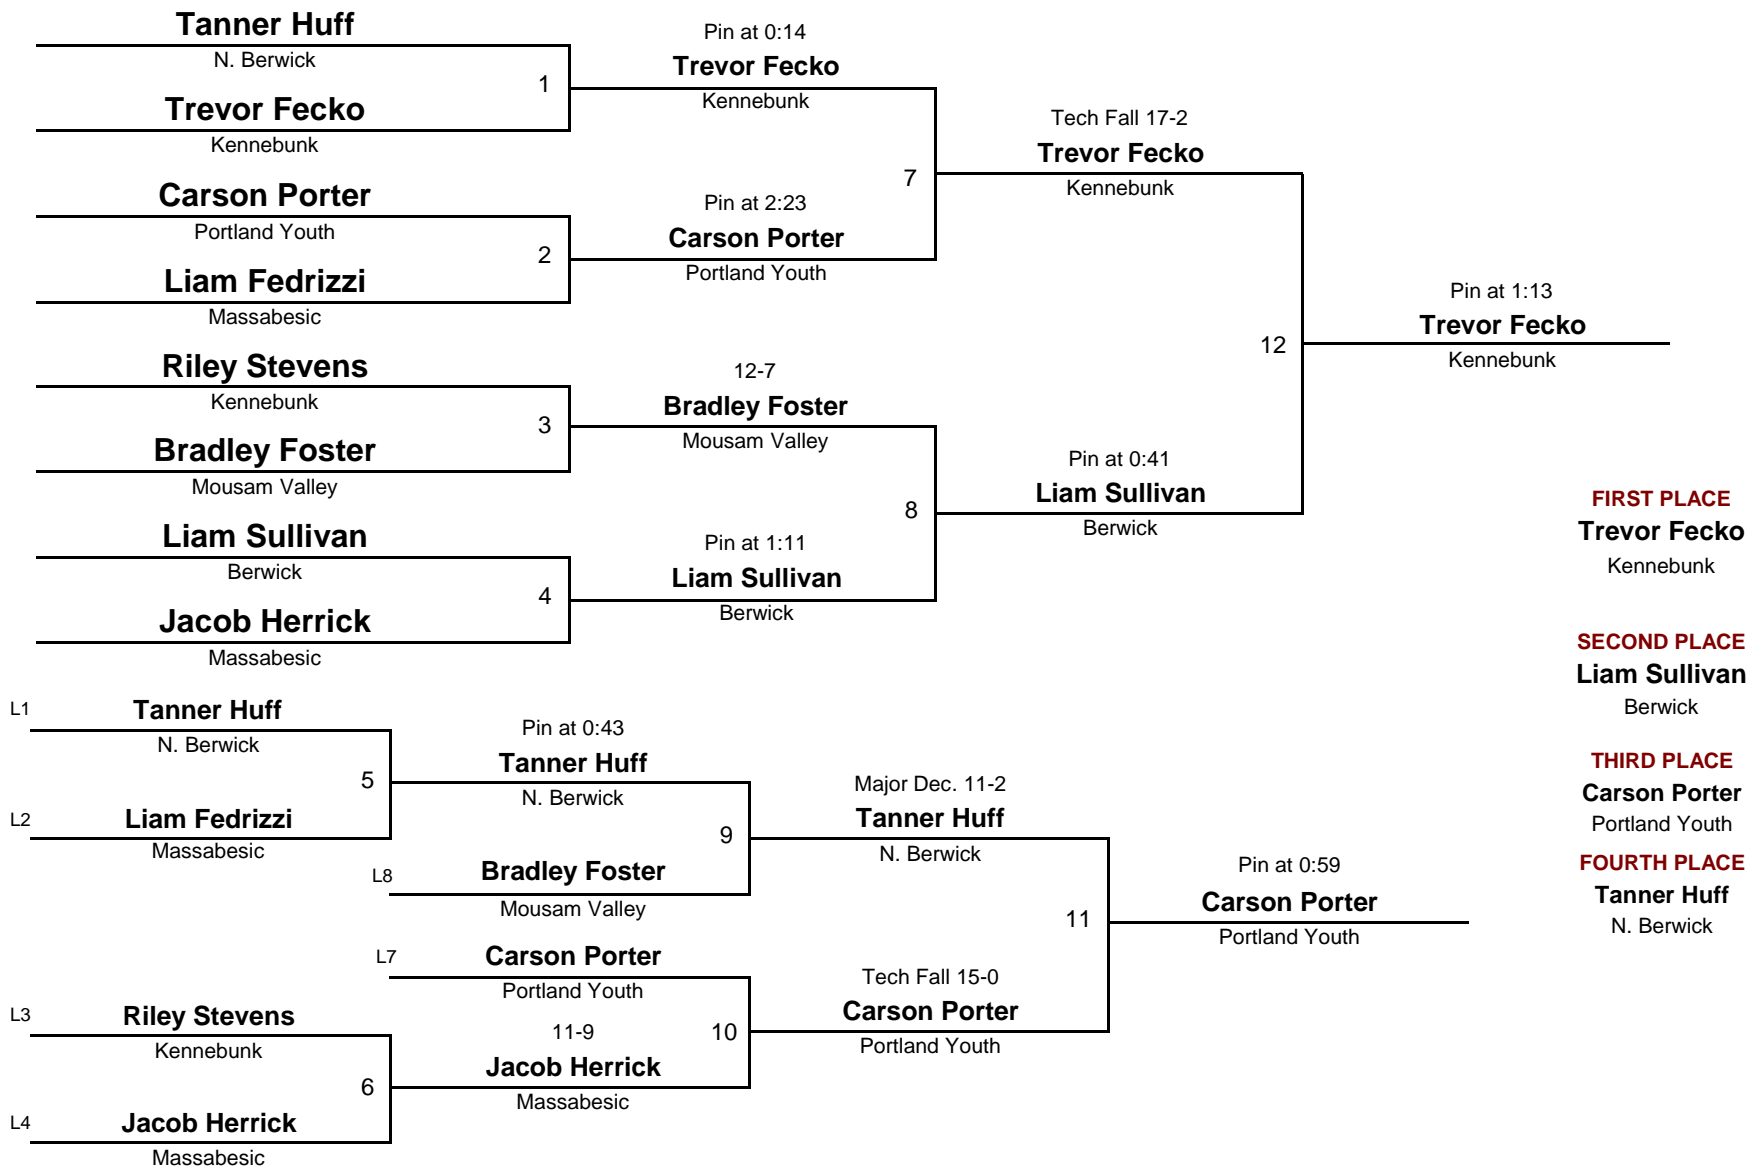 Tanner Huff
N. Berwick
1
Trevor Fecko
Kennebunk
Carson Porter
Portland Youth
2
Liam Fedrizzi
Massabesic
Riley Stevens
Kennebunk
3
Bradley Foster
Mousam Valley
Liam Sullivan
Berwick
4
Jacob Herrick
Massabesic
Pin at 0:14
Trevor Fecko
Kennebunk
7
Pin at 2:23
Carson Porter
Portland Youth
12-7
Bradley Foster
Mousam Valley
8
Pin at 1:11
Liam Sullivan
Berwick
Tech Fall 17-2
Trevor Fecko
Kennebunk
12
Pin at 0:41
Liam Sullivan
Berwick
Pin at 1:13
Trevor Fecko
Kennebunk
FIRST PLACE
Trevor Fecko
Kennebunk
SECOND PLACE
Liam Sullivan
Berwick
THIRD PLACE
Carson Porter
Portland Youth
FOURTH PLACE
Tanner Huff
N. Berwick
L1
Tanner Huff
N. Berwick
5
L2
Liam Fedrizzi
Massabesic
L3
Riley Stevens
Kennebunk
6
L4
Jacob Herrick
Massabesic
Pin at 0:43
Tanner Huff
N. Berwick
9
L8
Bradley Foster
Mousam Valley
L7
Carson Porter
Portland Youth
10
11-9
Jacob Herrick
Massabesic
Major Dec. 11-2
Tanner Huff
N. Berwick
11
Tech Fall 15-0
Carson Porter
Portland Youth
Pin at 0:59
Carson Porter
Portland Youth